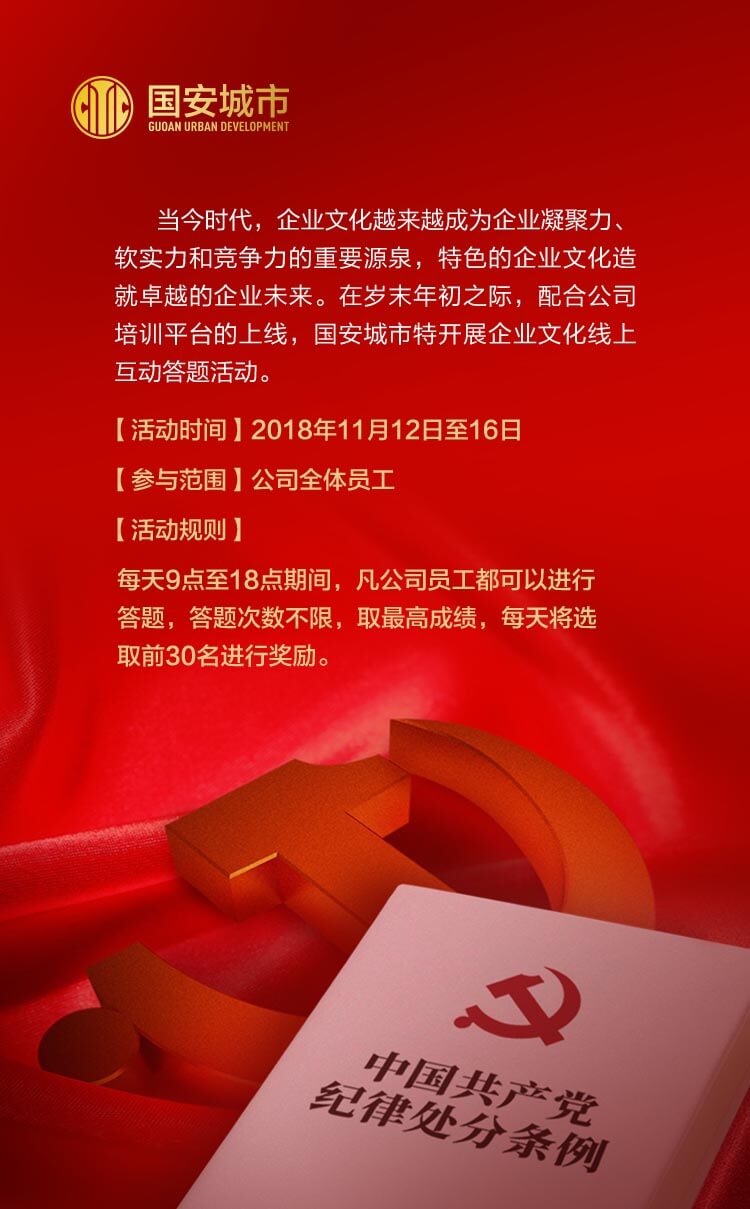 国安城市
GUOAN URBAN DEVELOPMENT
当今时代，企业文化越来越成为企业凝聚力、
软实力和竞争力的重要源泉，特色的企业文化造
就卓越的企业未来。在岁末年初之际，配合公司
培训平台的上线，国安城市特开展企业文化线上
互动答题活动。
【活动时间】2018年11月12日至16日
【参与范围】公司全体员工
【活动规则】
每天9点至18点期间，凡公司员工都可以进行
答题，答题次数不限，取最高成绩，每天将选
取前30名进行奖励。
中国共产党
纪律处分条例